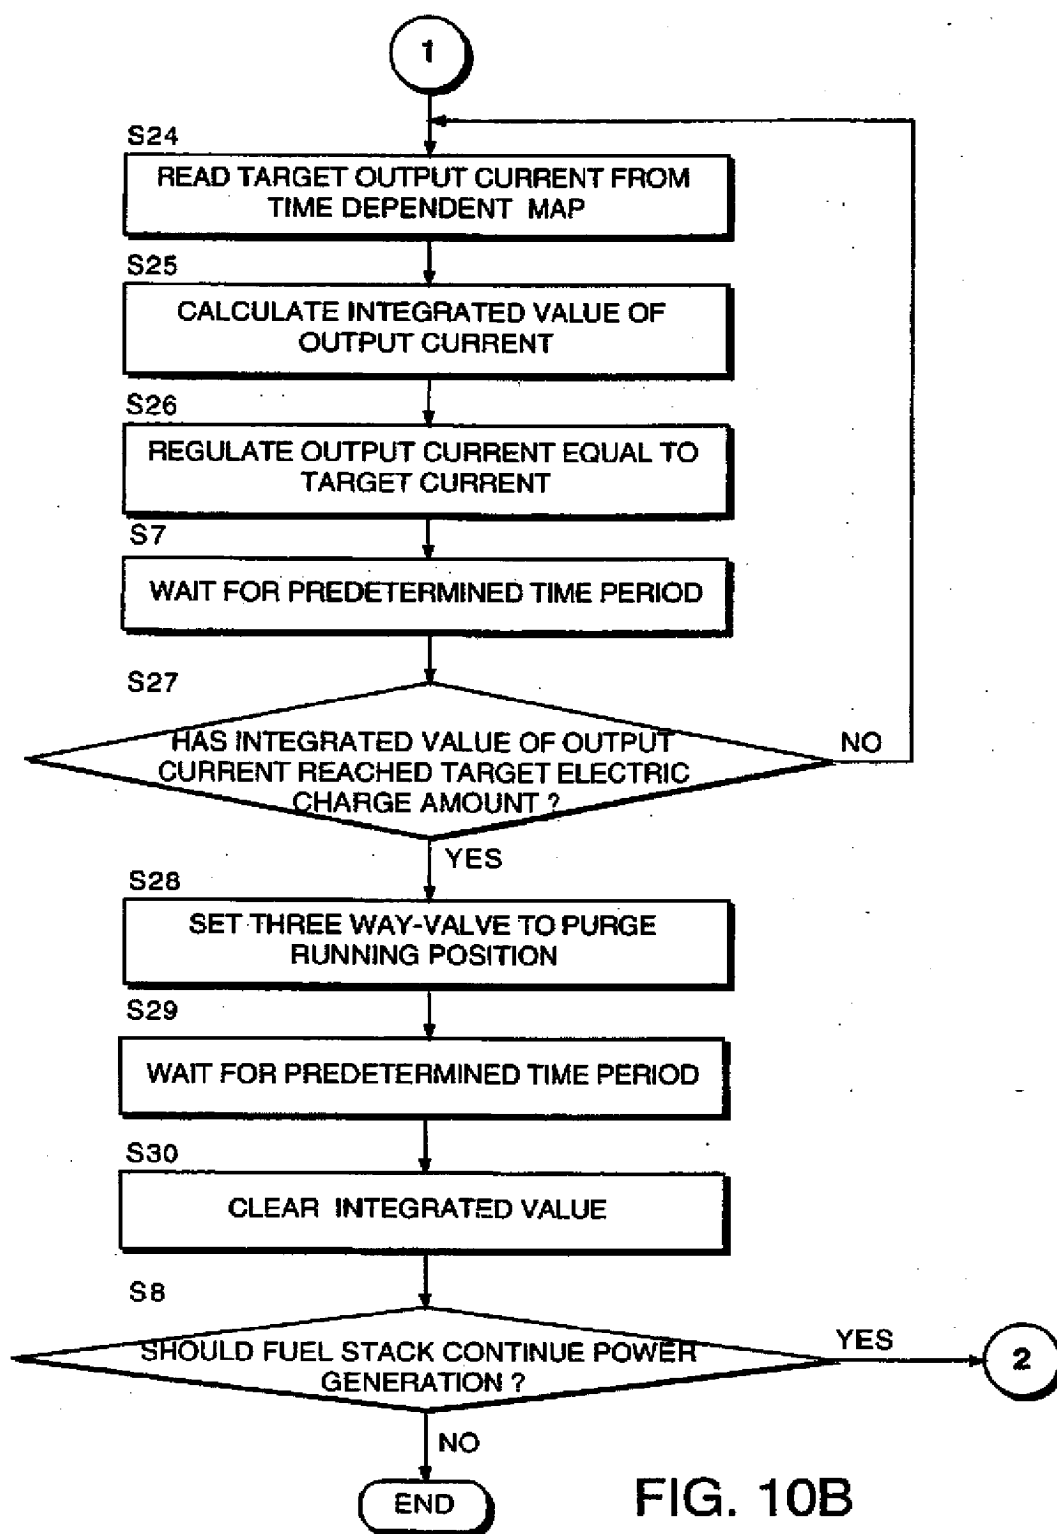 1
S24
READ TARGET OUTPUT CURRENT FROM
TIME DEPENDENT MAP
S25
CALCULATE INTEGRATED VALUE OF
OUTPUT CURRENT
S26
REGULATE OUTPUT CURRENT EQUAL TO
TARGET CURRENT
S7
WAIT FOR PREDETERMINED TIME PERIOD
S27
HAS INTEGRATED VALUE OF OUTPUT
CURRENT REACHED TARGET ELECTRIC
CHARGE AMOUNT ?
NO
YES
S28
SET THREE WAY-VALVE TO PURGE
RUNNING POSITION
S29
WAIT FOR PREDETERMINED TIME PERIOD
S30
CLEAR INTEGRATED VALUE
S8
SHOULD FUEL STACK CONTINUE POWER
GENERATION ?
YES
2
NO
END
FIG. 10B